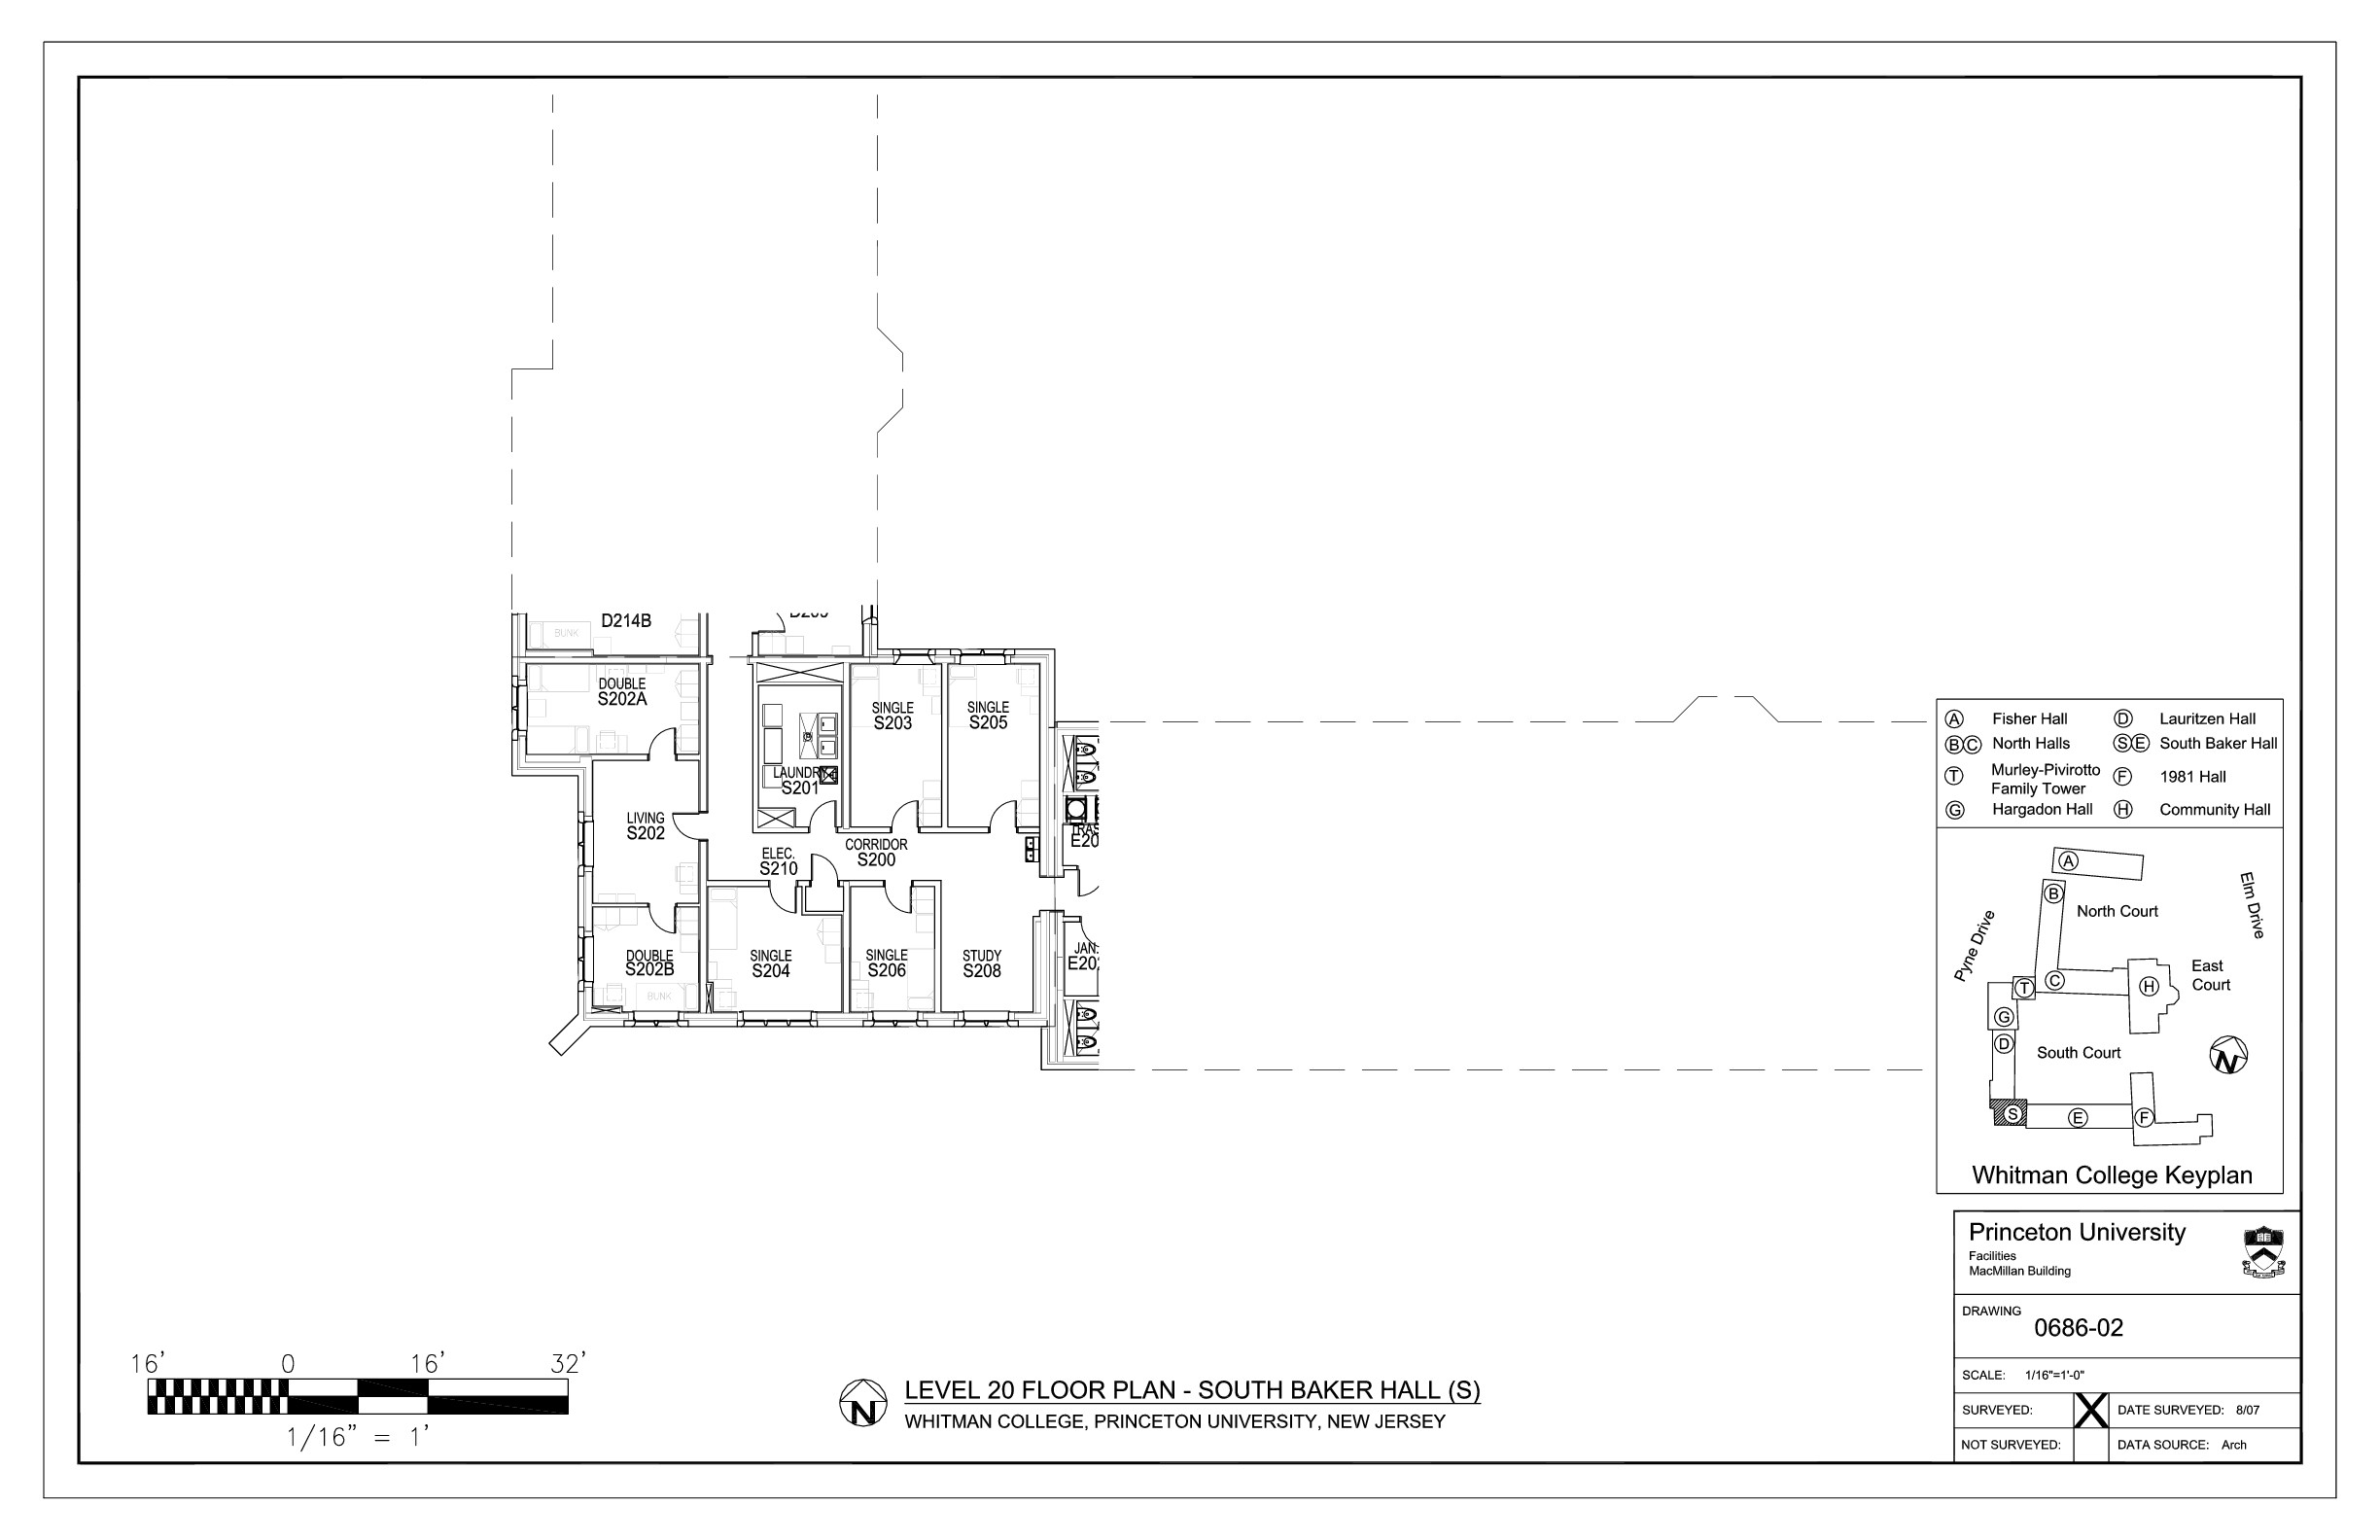 D214B
BUNK
DOUBLE
S202A
SINGLE
S203
SINGLE
S205
LAUNDRY
S201
LIVING
S202
ELEC.
S210
CORRIDOR
S200
E20
DOUBLE
S202B
BUNK
SINGLE
S204
SINGLE
S206
STUDY
S208
JAN.
E20
A Fisher Hall
D Lauritzen Hall
B C North Halls
S E South Baker Hall
T Murley-Pivirotto
Family Tower
F 1981 Hall
G Hargadon Hall
H Community Hall
A
B
North Court
Elm Drive
Pyne Drive
C
H
East
Court
T
G
D
South Court
N
S
E
F
Whitman College Keyplan
Princeton University
Facilities
MacMillan Building
DRAWING
0686-02
SCALE: 1/16"=1'-0"
SURVEYED: X DATE SURVEYED: 8/07
NOT SURVEYED: DATA SOURCE: Arch
16' 0 16' 32'
1/16" = 1'
N
LEVEL 20 FLOOR PLAN - SOUTH BAKER HALL (S)
WHITMAN COLLEGE, PRINCETON UNIVERSITY, NEW JERSEY